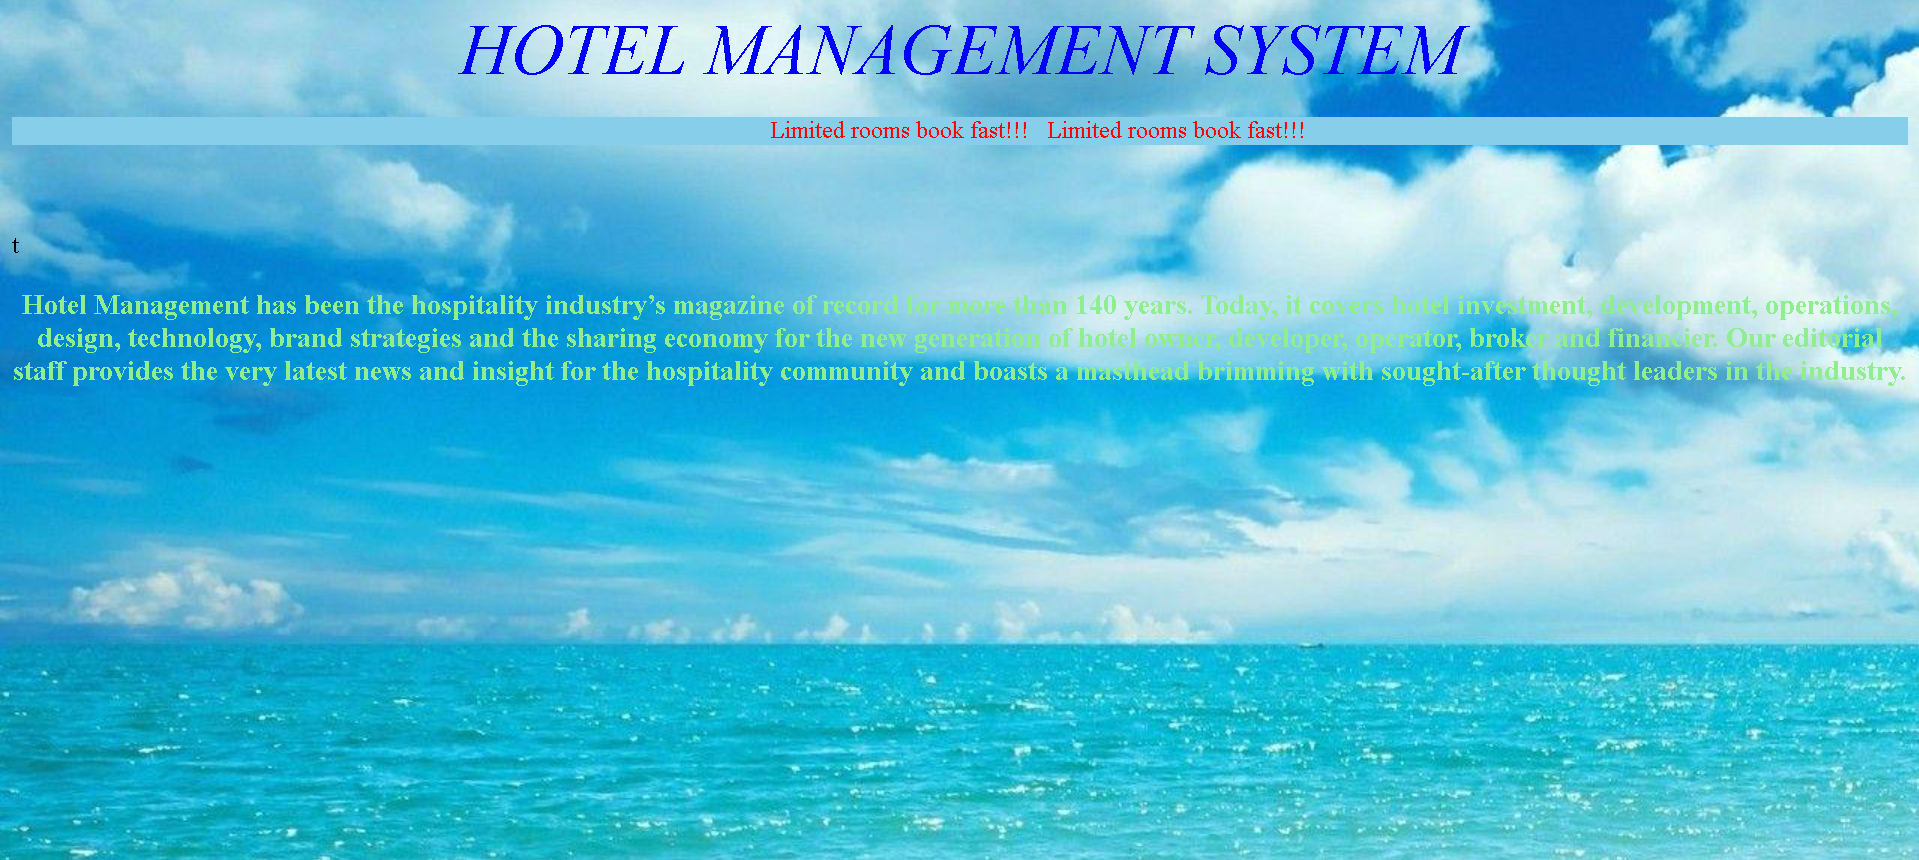 HOTEL MANAGEMENT SYSTEM
Limited rooms book fast!!! Limited rooms book fast!!!
t
Hotel Management has been the hospitality industry’s magazine of record for more than 140 years. Today, it covers hotel investment, development, operations,
design, technology, brand strategies and the sharing economy for the new generation of hotel owner, developer, operator, broker and financier. Our editorial
staff provides the very latest news and insight for the hospitality community and boasts a masthead brimming with sought-after thought leaders in the industry.